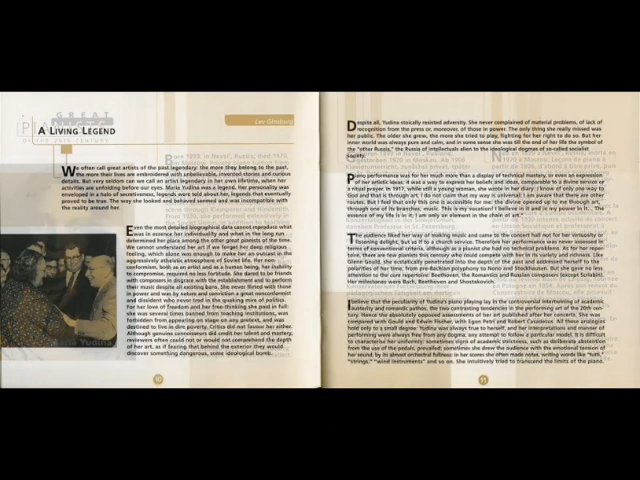 GREAT
A LIVING LEGEND
Lev Ginsburg
We often call great artists of the past legendary: the more they belong to the past,
the more their lives are embroidered with unbelievable, invented stories and curious
details. But very seldom can we call an artist legendary in her own lifetime, when her
activities are unfolding before our eyes. Maria Yudina was a legend. Her personality was
enveloped in a halo of secretiveness, legends were told about her, legends that eventually
proved to be true. The way she looked and behaved seemed and was incompatible with
the reality around her.
Even the most detailed biographical data cannot reproduce what
was in essence her individuality and what in the long run
determined her place among the other great pianists of the time.
We cannot understand her art if we forget her deep religious
feeling, which alone was enough to make her an outcast in the
aggressively atheistic atmosphere of Soviet life. Her non-
conformism, both as an artist and as a human being, her inability
to compromise, required no less fortitude. She dared to be friends
with composers in disgrace with the establishment and to perform
their music despite all existing bans. She never flirted with those
in power and was by nature and conviction a great nonconformist
and dissident who never trod in the quaking mire of politics.
For her love of freedom and her free thinking she paid in full:
she was several times banned from teaching institutions, was
forbidden from appearing on stage for any pretext, and was
destined to live in dire poverty. Critics did not favour her either.
Although genuine connoisseurs did credit her talent and mastery,
reviewers often could not or would not comprehend the depth
of her art, as if fearing that behind the exterior they would
discover something dangerous, some ideological bomb.
Yudina
10
Despite all, Yudina stoically resisted adversity. She never complained of material problems, of lack of
recognition from the press or, moreover, of those in power. The only thing she really missed was
her public. The older she grew, the more she tried to play, fighting for her right to do so. But her
inner world was always pure and calm, and in some sense she was till the end of her life the symbol of
the "other Russia," the Russia of intellectuals alien to the ideological dogmas of so-called socialist
society.
Piano performance was for her much more than a display of technical mastery, or even an expression
of her artistic ideas; it was a way to express her beliefs and ideas, comparable to a divine service or
a ritual prayer. In 1917, while still a young woman, she wrote in her diary: I know of only one way to
God and that is through art. I do not claim that my way is universal; I am aware that there are other
routes. But I feel that only this one is accessible for me; the divine opened up to me through art,
through one of its branches, music. This is my vocation! I believe in it and in my power in it... The
essence of my life is in it; I am only an element in the chain of art."
The audience liked her way of making music and came to the concert hall not for her virtuosity or
listening delight, but as if to a church service. Therefore her performance was never assessed in
terms of conventional criteria, although as a pianist she had no technical problems. As for her reper-
toire, there are few pianists this century who could compete with her in its variety and richness. Like
Glenn Gould, she ecstatically penetrated into the depth of the past and addressed herself to the
polarities of her time, from pre-Bachian polyphony to Nono and Stockhausen. But she gave no less
attention to the core repertoire: Beethoven, the Romantics and Russian composers (except Scriabin).
Her milestones were Bach, Beethoven and Shostakovich.
I believe that the peculiarity of Yudina's piano playing lay in the controversial intertwining of academic
austerity and romantic author, the two contrasting tendencies in the performing art of the 20th cen-
tury. Hence the absolutely opposed assessments of her art published after her concerts. She was
compared with Gould and Edwin Fischer, with Egon Petri and Robert Casadesus. All these analogies
hold only to a small degree: Yudina was always true to herself, and her interpretations and manner of
performing were always free from any dogma, any attempt to follow a particular model. It is difficult
to characterize her uniformly: sometimes signs of academic strictness, such as deliberate abstention
from the use of the pedals, prevailed; sometimes she drew the audience with the emotional tension of
her sound, by its almost orchestral fullness: in her scores she often made notes, writing words like "tutti,"
"strings," "wind instruments" and so on. She intuitively tried to transcend the limits of the piano,
11